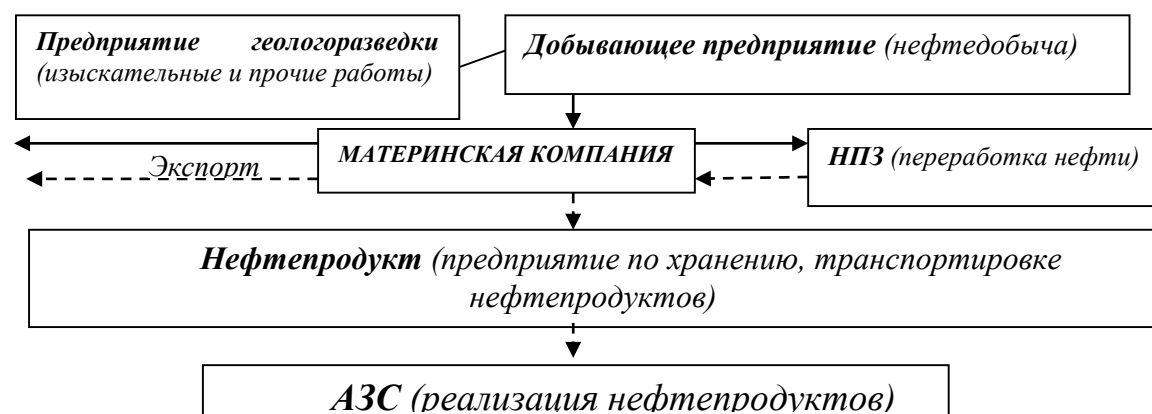 Предприятие геологоразведки
(изыскательные и прочие работы)
Добывающее предприятие (нефтедобыча)
МАТЕРИНСКАЯ КОМПАНИЯ
Экспорт
НПЗ (переработка нефти)
Нефтепродукт (предприятие по хранению, транспортировке
нефтепродуктов)
АЗС (реализация нефтепродуктов)